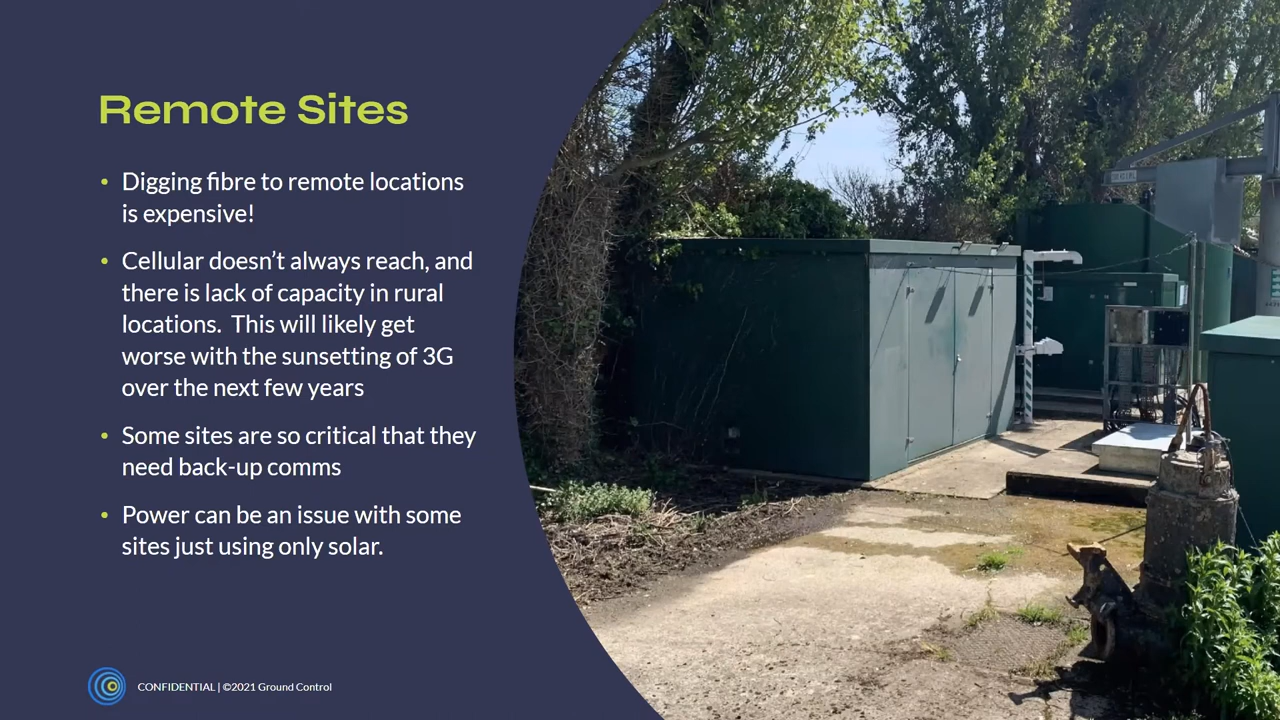 Remote Sites
• Digging fibre to remote locations
is expensive!
• Cellular doesn't always reach, and
there is lack of capacity in rural
locations.  This will likely get
worse with the sunsetting of 3G
over the next few years
• Some sites are so critical that they
need back-up comms
• Power can be an issue with some
sites just using only solar.
CONFIDENTIAL | ©2021 Ground Control